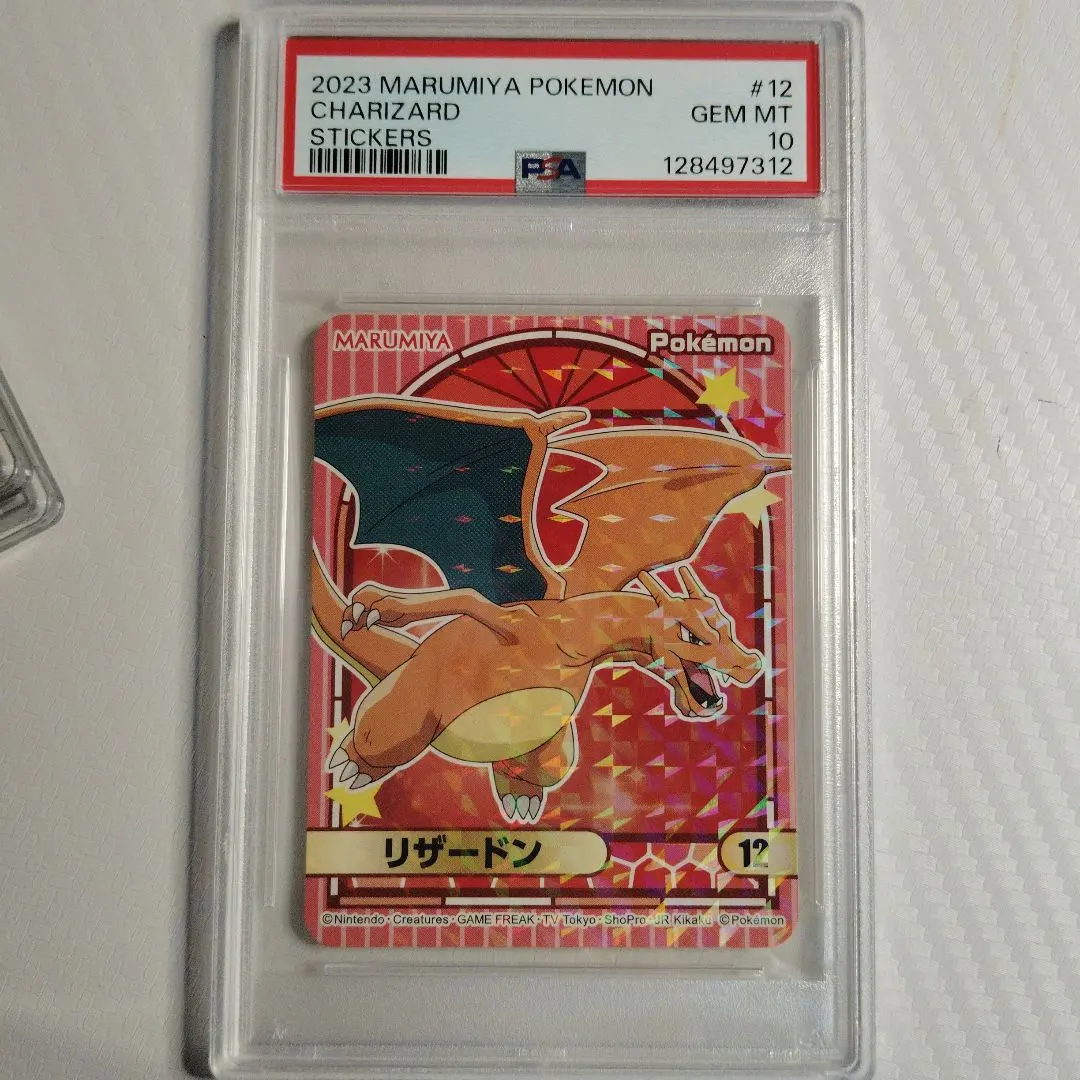 2023 MARUMIYA POKEMON #12
CHARIZARD GEM MT
STICKERS 10
PSA 128497312
MARUMIYA Pokémon
リザードン 12
©Nintendo・Creatures・GAME FREAK・TV Tokyo・ShoPro・JR Kikaku ©Pokémon